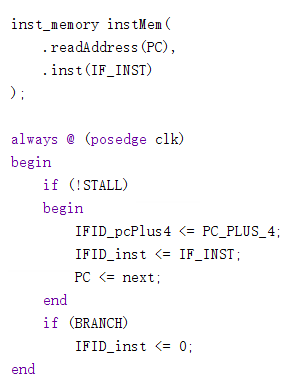 inst_memory instMem(
    .readAddress(PC),
    .inst(IF_INST)
);
always @ (posedge clk)
begin
    if (!STALL)
    begin
        IFID_pcPlus4 <= PC_PLUS_4;
        IFID_inst <= IF_INST;
        PC <= next;
    end
    if (BRANCH)
        IFID_inst <= 0;
end